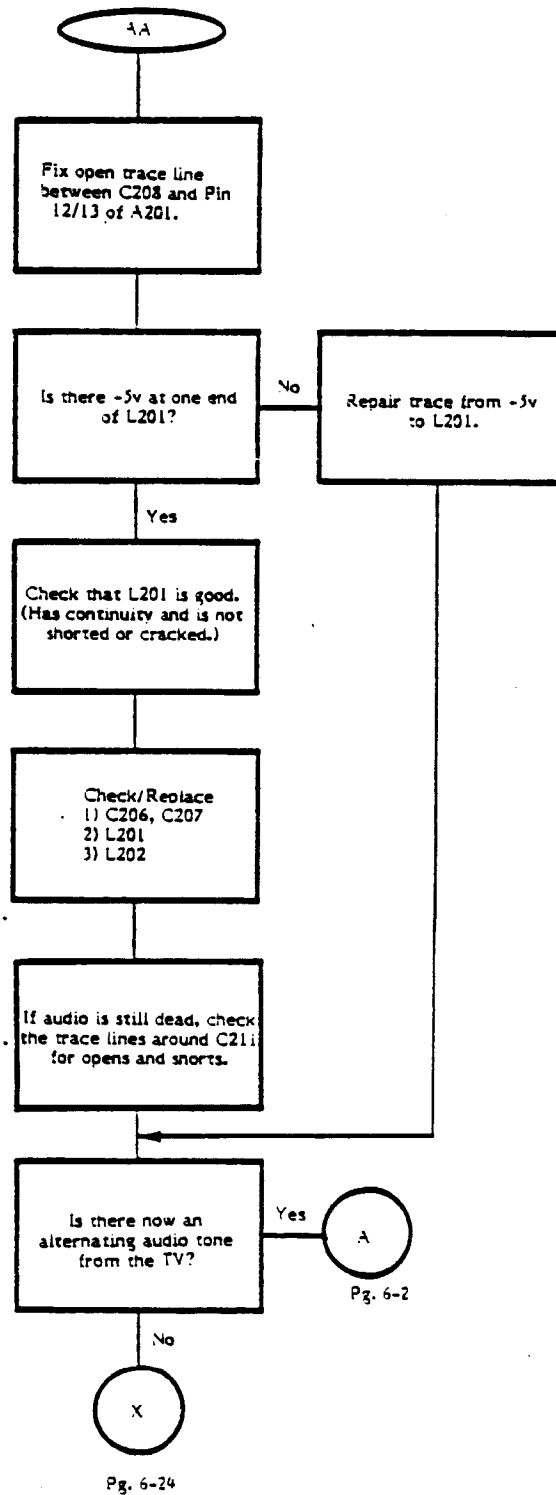 AA
Fix open trace line
between C208 and Pin
12/13 of A201.
Is there -5v at one end
of L201?
No
Repair trace from -5v
to L201.
Yes
Check that L201 is good.
(Has continuity and is not
shorted or cracked.)
Check/Replace
1) C206, C207
2) L201
3) L202
If audio is still dead, check
the trace lines around C211
for opens and shorts.
Is there now an
alternating audio tone
from the TV?
Yes
A
Pg. 6-2
No
X
Pg. 6-24